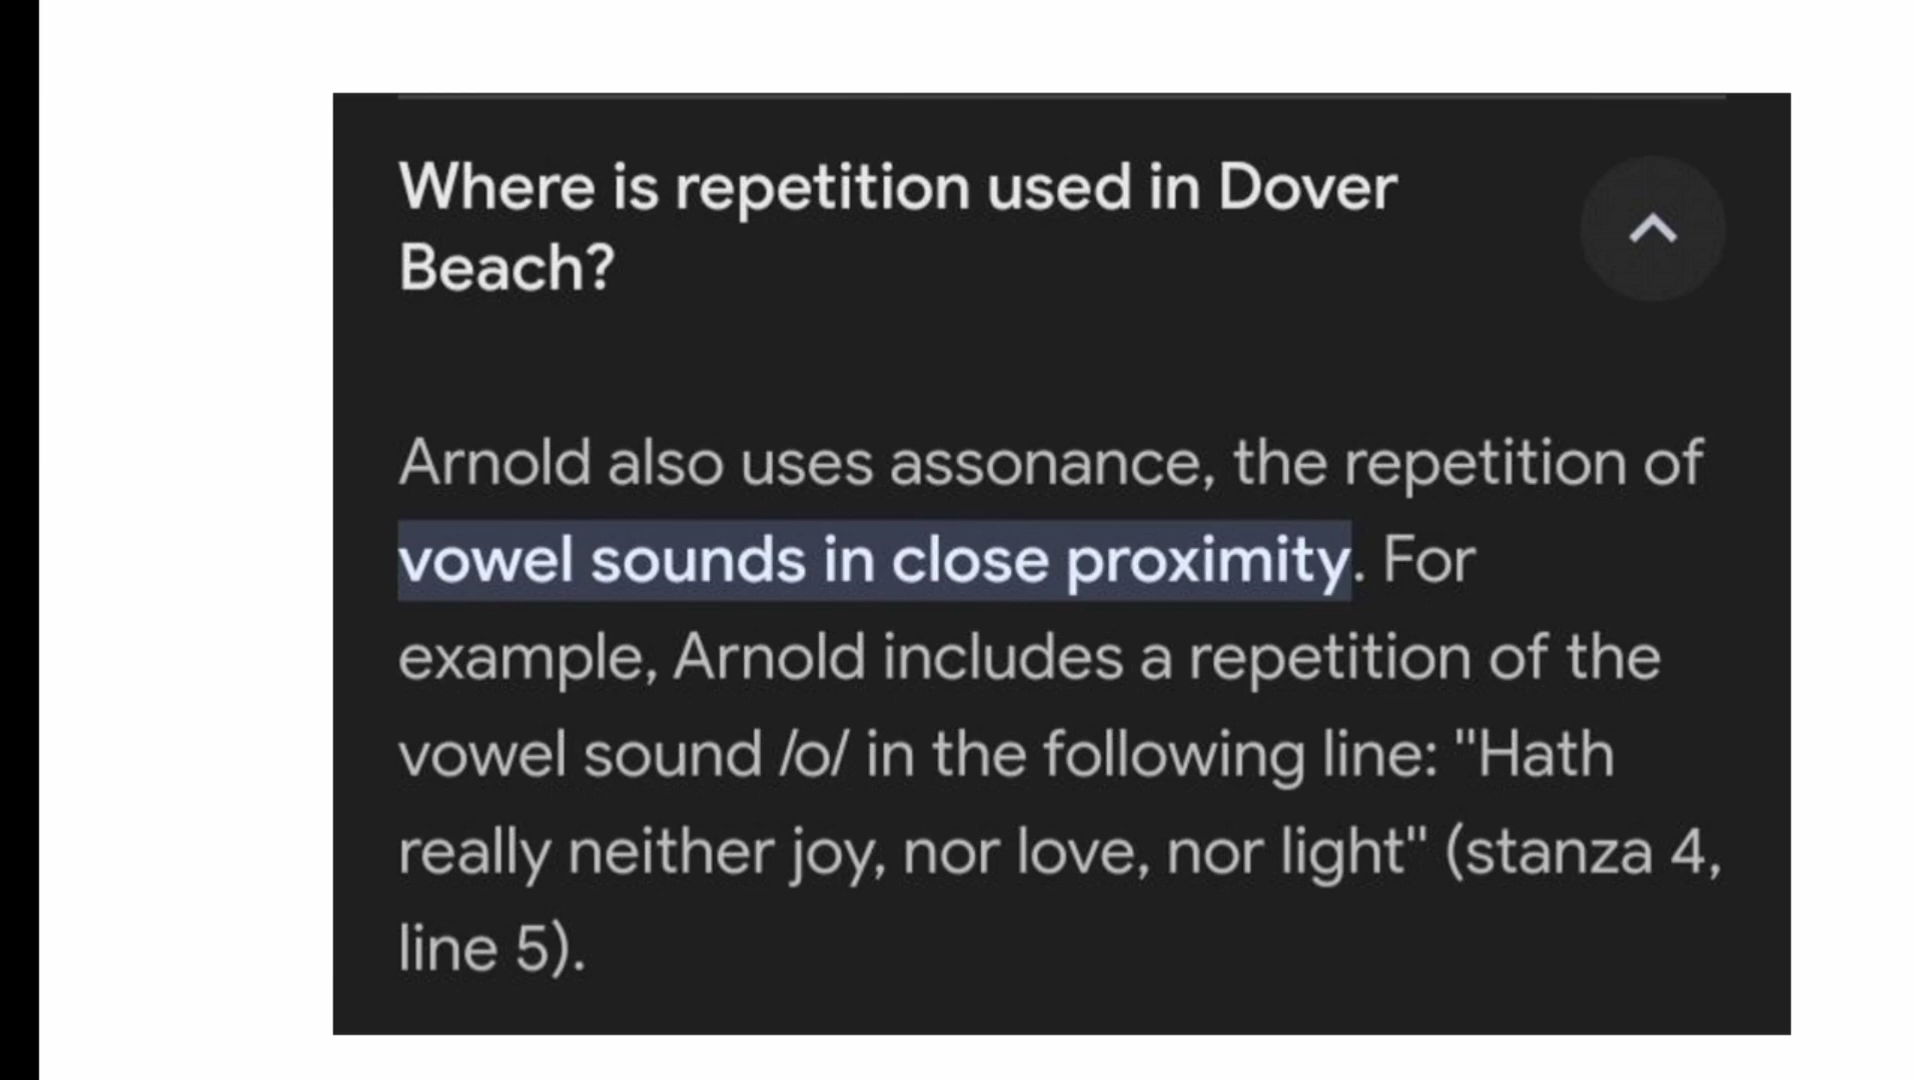 Where is repetition used in Dover
Beach?
Arnold also uses assonance, the repetition of
vowel sounds in close proximity. For
example, Arnold includes a repetition of the
vowel sound /o/ in the following line: "Hath
really neither joy, nor love, nor light" (stanza 4,
line 5).